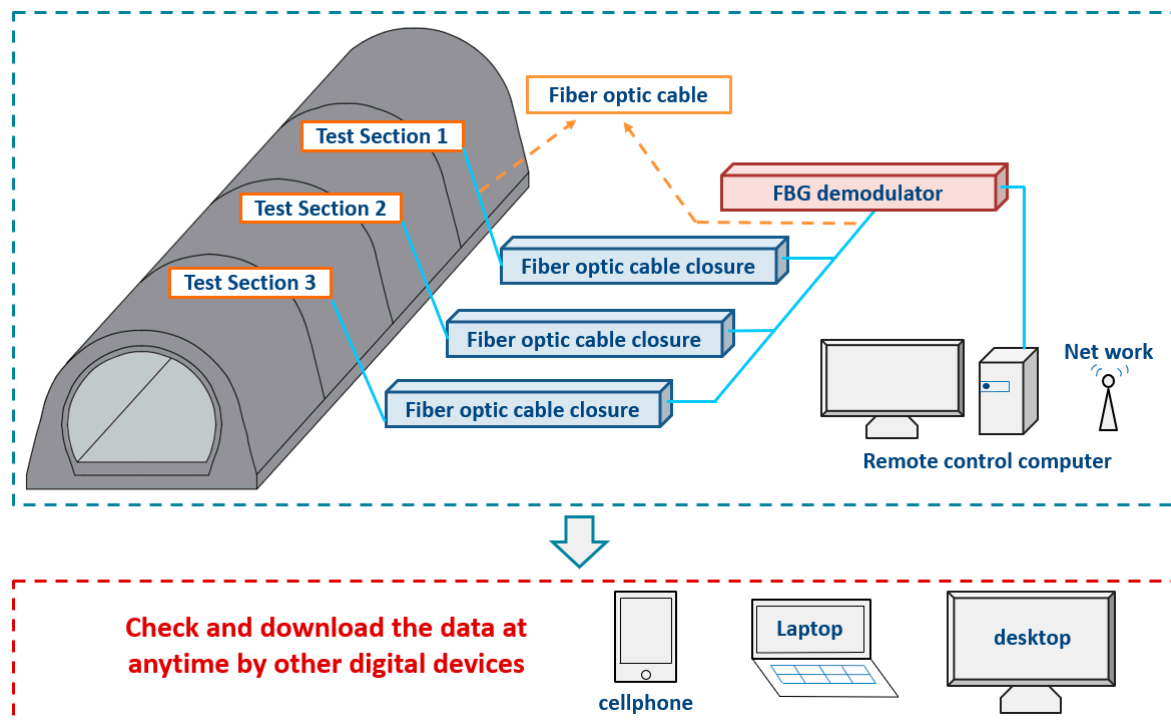 Fiber optic cable
Test Section 1
FBG demodulator
Test Section 2
Fiber optic cable closure
Test Section 3
Fiber optic cable closure
Net work
Fiber optic cable closure
Remote control computer
Check and download the data at
anytime by other digital devices
cellphone
Laptop
desktop